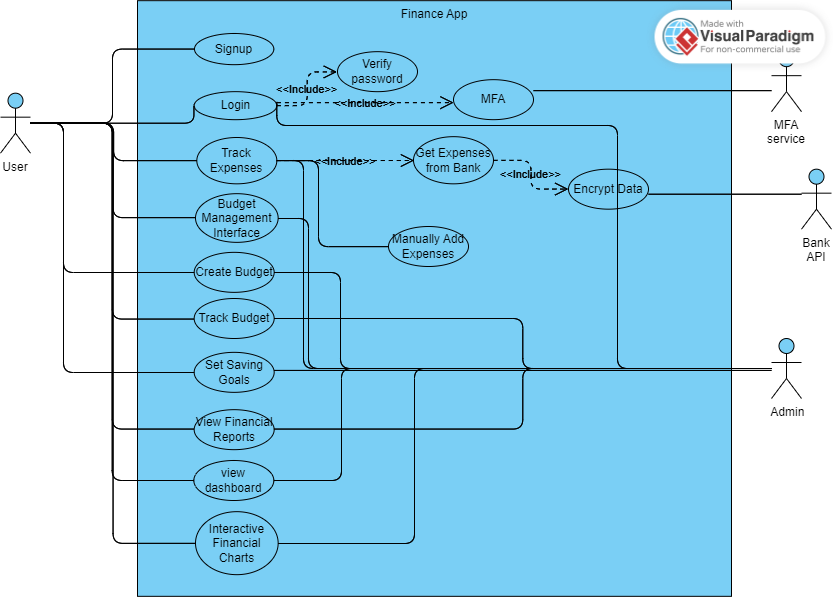 Finance App
Made with
Visual Paradigm
For non-commercial use
Signup
Verify
password
<<Include>>
Login
<<Include>>
MFA
MFA
service
User
Track
Expenses
<<Include>>
Get Expenses
from Bank
<<Include>>
Encrypt Data
Budget
Management
Interface
Manually Add
Expenses
Bank
API
Create Budget
Track Budget
Set Saving
Goals
Admin
View Financial
Reports
view
dashboard
Interactive
Financial
Charts